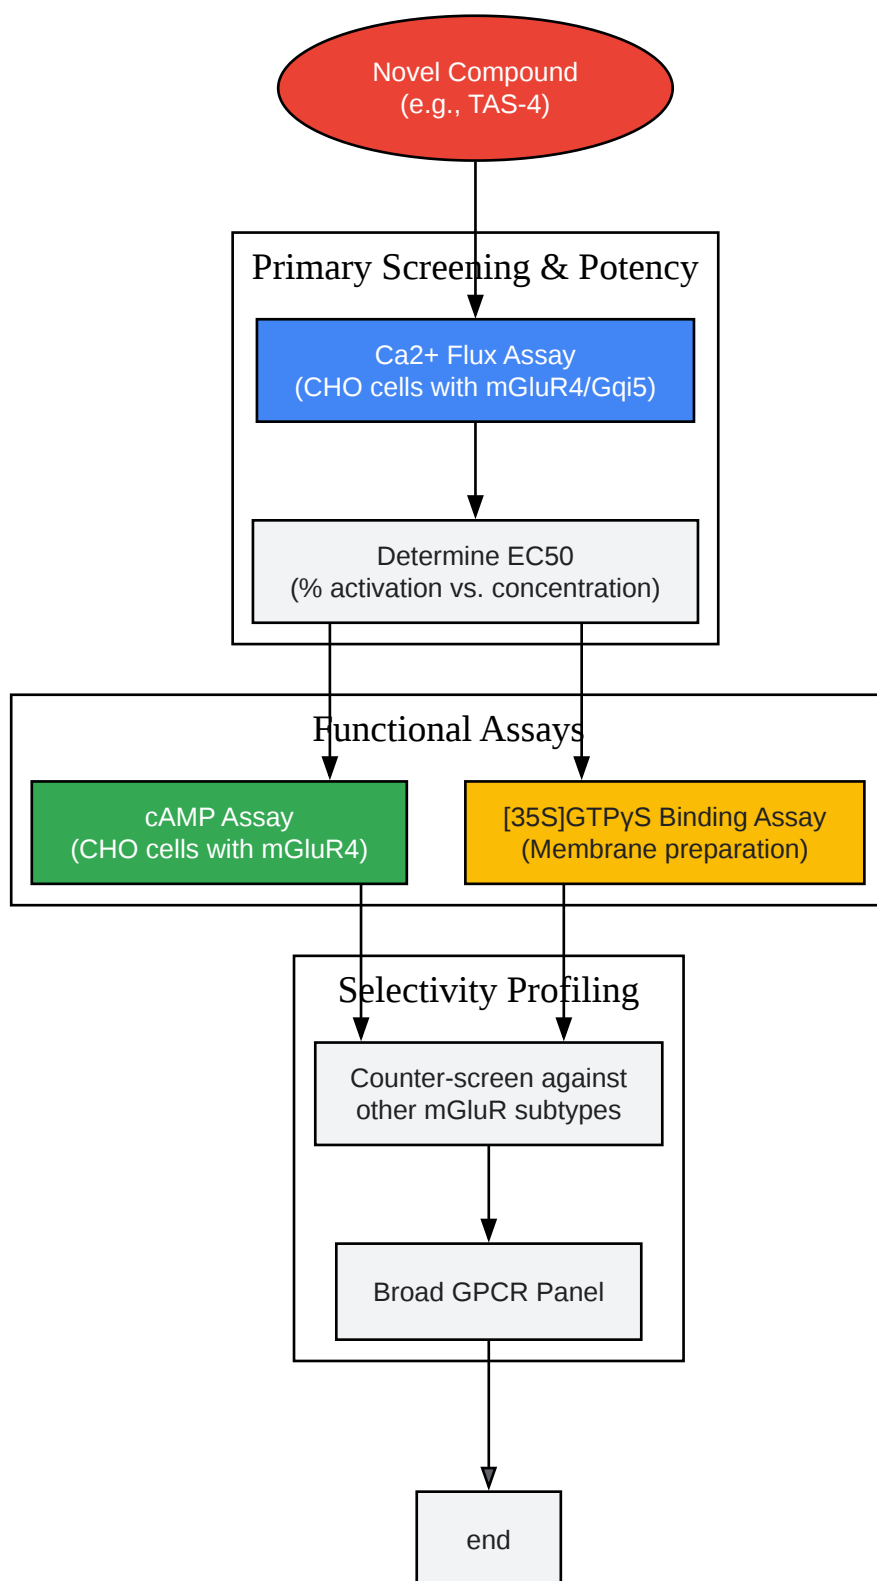 Novel Compound
(e.g., TAS-4)
Primary Screening & Potency
Ca2+ Flux Assay
(CHO cells with mGluR4/Gqi5)
Determine EC50
(% activation vs. concentration)
Functional Assays
cAMP Assay
(CHO cells with mGluR4)
[35S]GTPγS Binding Assay
(Membrane preparation)
Selectivity Profiling
Counter-screen against
other mGluR subtypes
Broad GPCR Panel
end